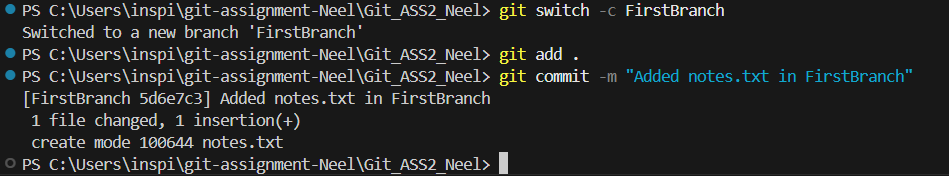 PS C:\Users\inspi\git-assignment-Neel\Git_ASS2_Neel> git switch -c FirstBranch
Switched to a new branch 'FirstBranch'
PS C:\Users\inspi\git-assignment-Neel\Git_ASS2_Neel> git add .
PS C:\Users\inspi\git-assignment-Neel\Git_ASS2_Neel> git commit -m "Added notes.txt in FirstBranch"
[FirstBranch 5d6e7c3] Added notes.txt in FirstBranch
 1 file changed, 1 insertion(+)
 create mode 100644 notes.txt
PS C:\Users\inspi\git-assignment-Neel\Git_ASS2_Neel>